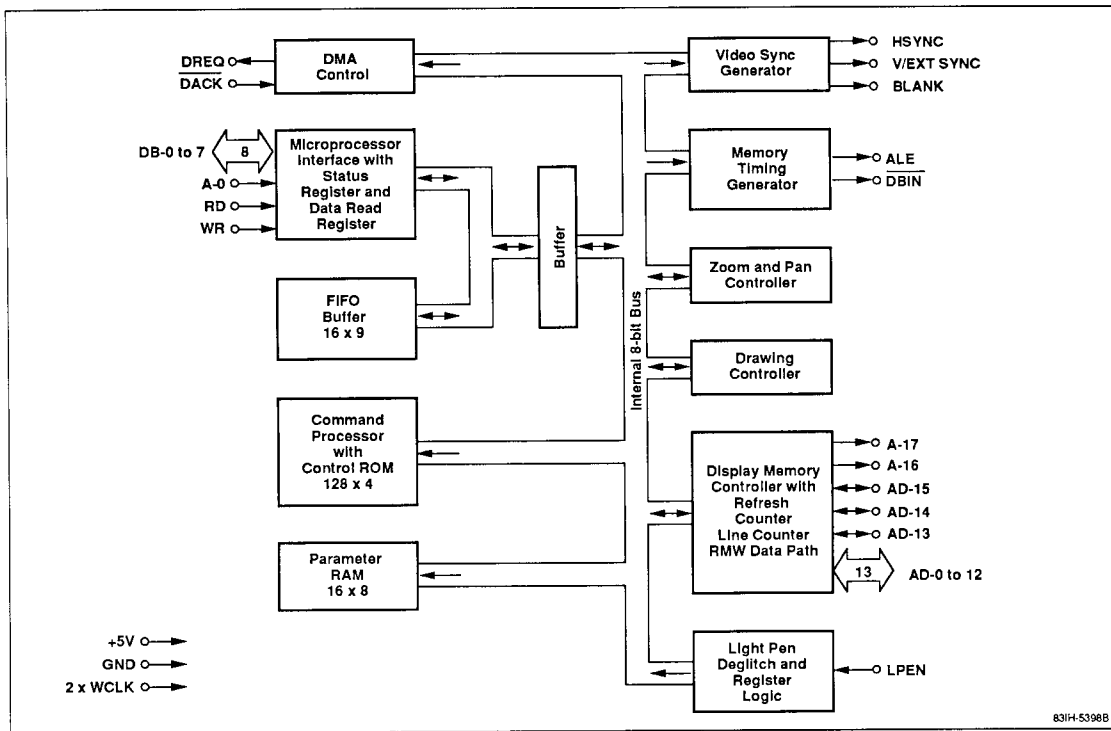 DREQ
DACK
DMA
Control
Video Sync
Generator
HSYNC
V/EXT SYNC
BLANK
DB-0 to 7
8
A-0
RD
WR
Microprocessor
Interface with
Status
Register and
Data Read
Register
Memory
Timing
Generator
ALE
DBIN
Buffer
Zoom and Pan
Controller
FIFO
Buffer
16 x 9
Internal 8-bit Bus
Drawing
Controller
Command
Processor
with
Control ROM
128 x 4
Display Memory
Controller with
Refresh
Counter
Line Counter
RMW Data Path
A-17
A-16
AD-15
AD-14
AD-13
13
AD-0 to 12
Parameter
RAM
16 x 8
+5V
GND
2 x WCLK
Light Pen
Deglitch and
Register
Logic
LPEN
83IH-5398B